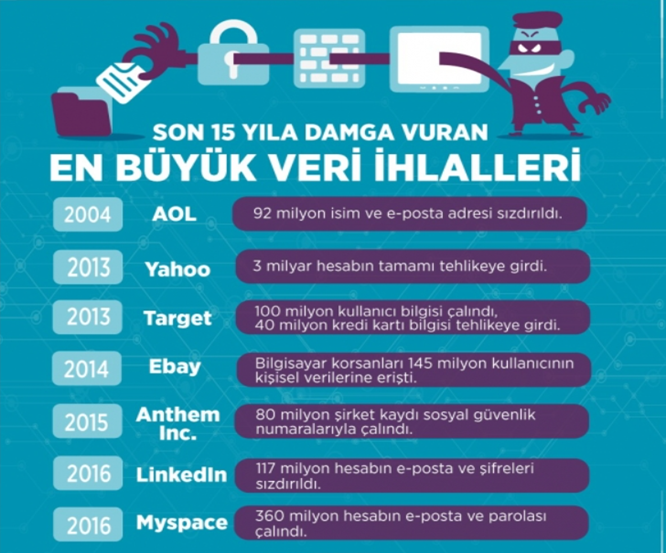 SON 15 YILA DAMGA VURAN
EN BÜYÜK VERİ İHLALLERİ
2004 AOL 92 milyon isim ve e-posta adresi sızdırıldı.
2013 Yahoo 3 milyar hesabın tamamı tehlikeye girdi.
2013 Target 100 milyon kullanıcı bilgisi çalındı,
40 milyon kredi kartı bilgisi tehlikeye girdi.
2014 Ebay Bilgisayar korsanları 145 milyon kullanıcının
kişisel verilerine erişti.
2015 Anthem Inc. 80 milyon şirket kaydı sosyal güvenlik
numaralarıyla çalındı.
2016 LinkedIn 117 milyon hesabın e-posta ve şifreleri
sızdırıldı.
2016 Myspace 360 milyon hesabın e-posta ve parolası
çalındı.